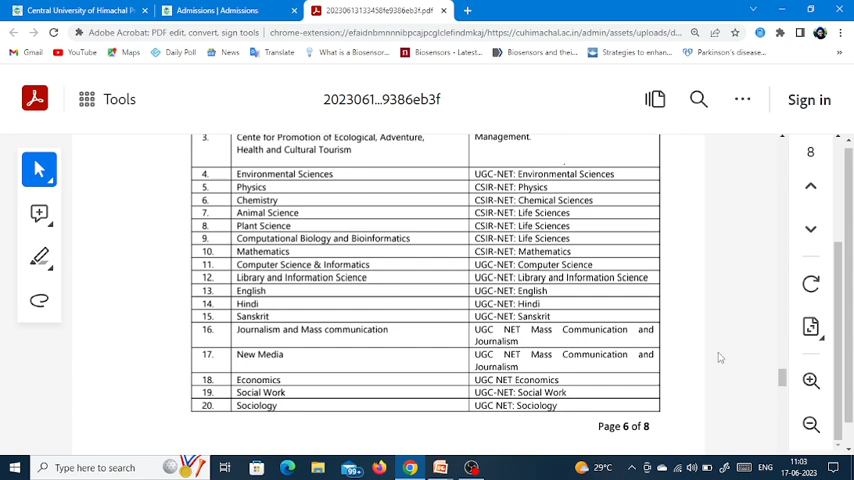 Central University of Himachal P
Admissions | Admissions
20230613133458fe9386eb3f.pdf
Adobe Acrobat: PDF edit, convert, sign tools
chrome-extension://efaidnbmnnnibpcajpcglclefindmkaj/https://cuhimachal.ac.in/admin/assets/uploads/d...
Gmail
YouTube
Maps
Daily Poll
News
Translate
What is a Biosensor...
Biosensors - Latest...
Biosensors and thei...
Strategies to enhan...
Parkinson's disease...
Tools
2023061...9386eb3f
Sign in
3. Cente for Promotion of Ecological, Adventure, Management.
Health and Cultural Tourism
4. Environmental Sciences UGC-NET: Environmental Sciences
5. Physics CSIR-NET: Physics
6. Chemistry CSIR-NET: Chemical Sciences
7. Animal Science CSIR-NET: Life Sciences
8. Plant Science CSIR-NET: Life Sciences
9. Computational Biology and Bioinformatics CSIR-NET: Life Sciences
10. Mathematics CSIR-NET: Mathematics
11. Computer Science & Informatics UGC-NET: Computer Science
12. Library and Information Science UGC-NET: Library and Information Science
13. English UGC-NET: English
14. Hindi UGC-NET: Hindi
15. Sanskrit UGC-NET: Sanskrit
16. Journalism and Mass communication UGC NET Mass Communication and
Journalism
17. New Media UGC NET Mass Communication and
Journalism
18. Economics UGC NET Economics
19. Social Work UGC-NET: Social Work
20. Sociology UGC NET: Sociology
Page 6 of 8
8
Type here to search
99+
29°C
ENG
11:03
17-06-2023